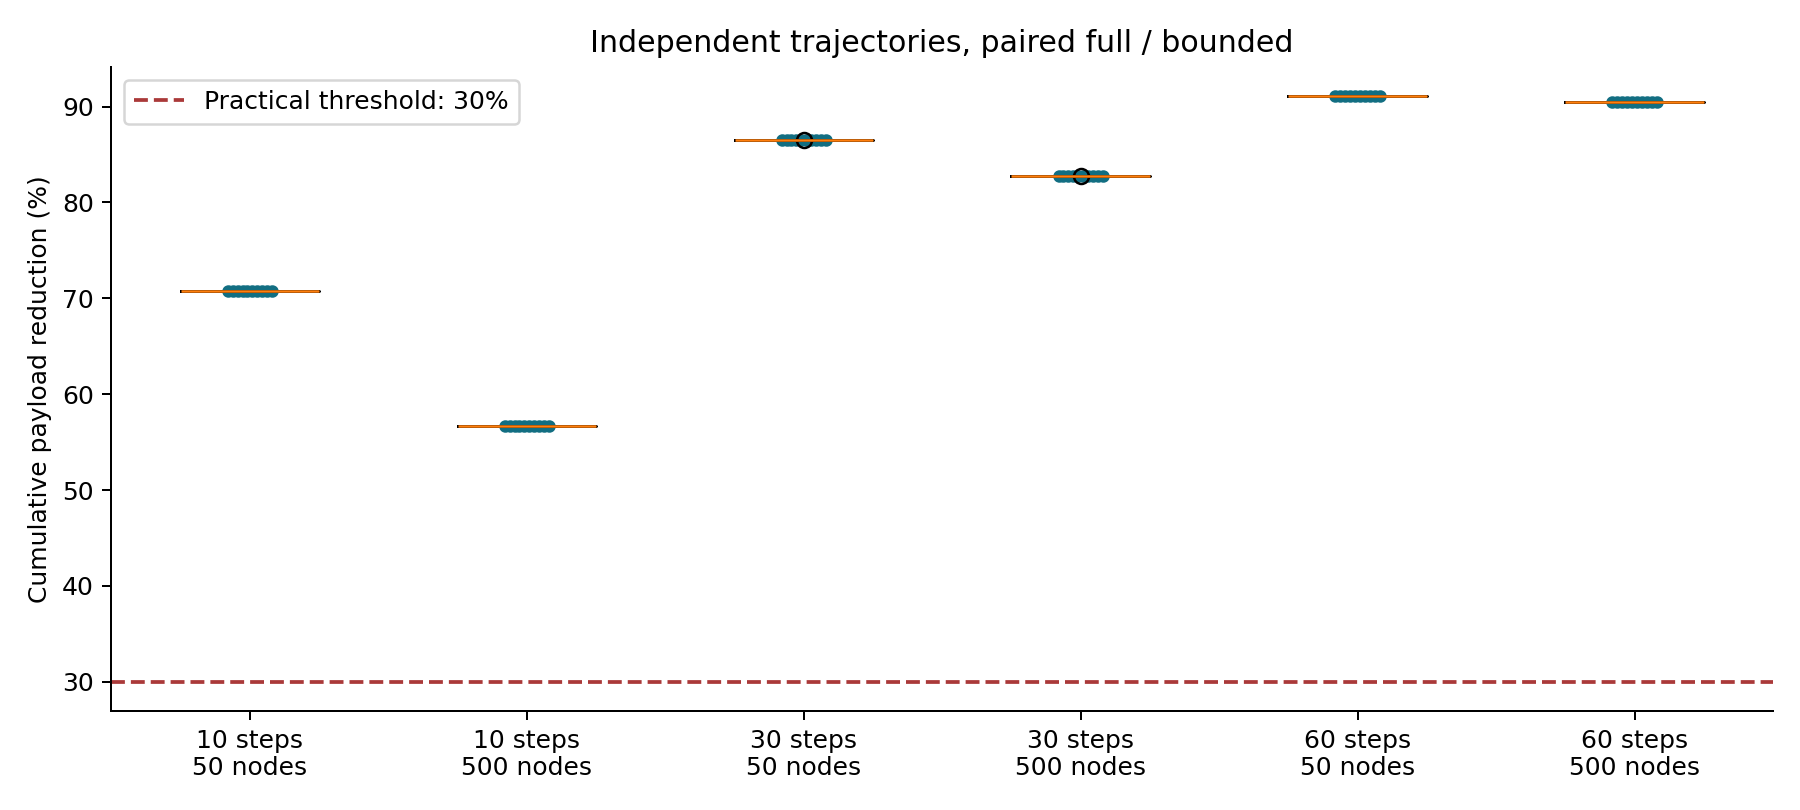 Independent trajectories, paired full / bounded
Practical threshold: 30%
Cumulative payload reduction (%)
90
80
70
60
50
40
30
10 steps
50 nodes
10 steps
500 nodes
30 steps
50 nodes
30 steps
500 nodes
60 steps
50 nodes
60 steps
500 nodes